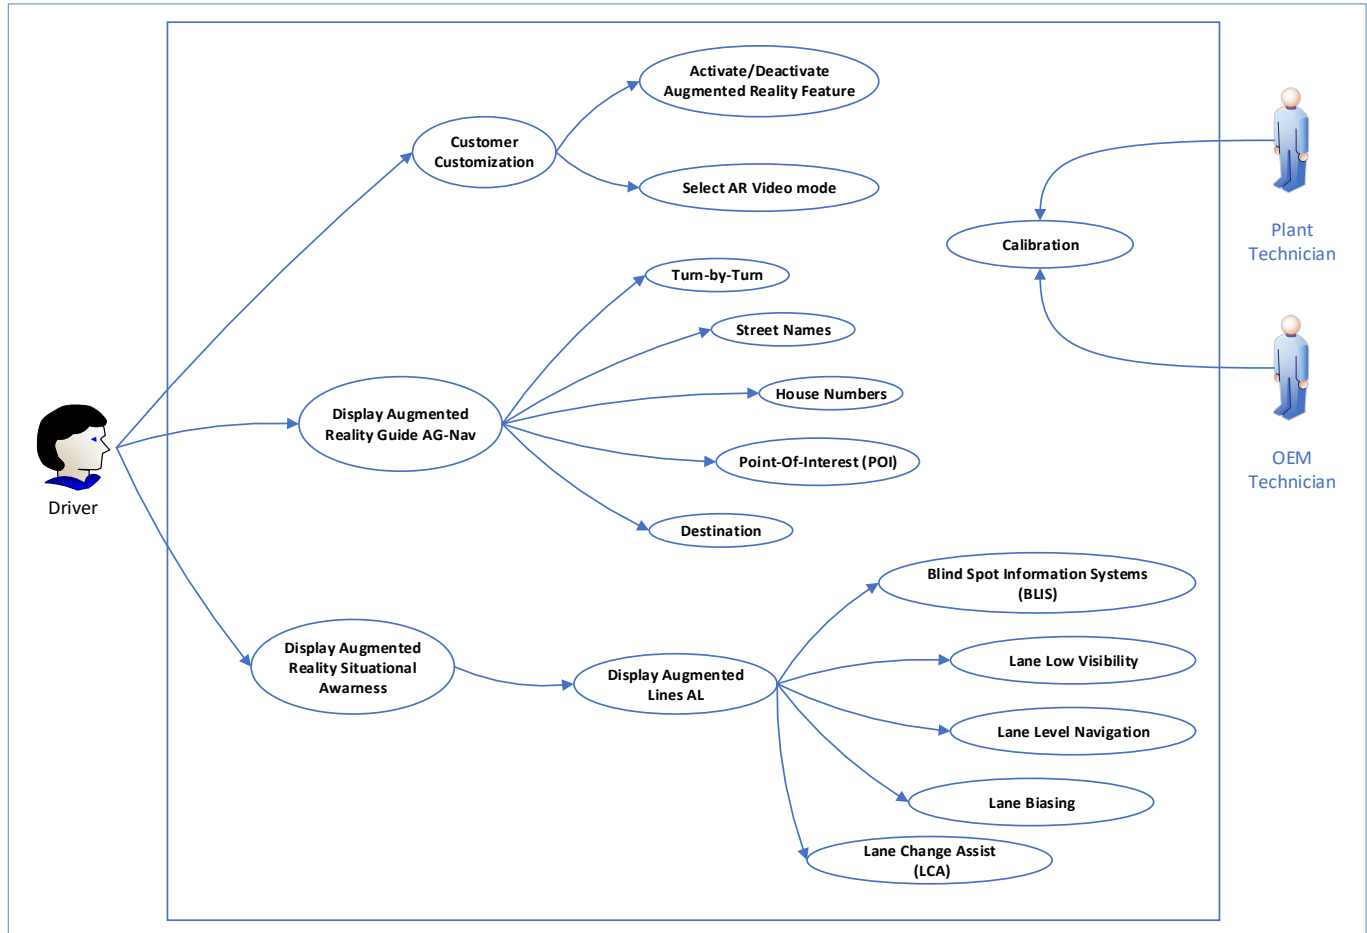 Activate/Deactivate
Augmented Reality Feature
Customer
Customization
Select AR Video mode
Plant
Technician
Calibration
Turn-by-Turn
Street Names
House Numbers
Display Augmented
Reality Guide AG-Nav
Point-Of-Interest (POI)
OEM
Technician
Driver
Destination
Blind Spot Information Systems
(BLIS)
Display Augmented
Reality Situational
Awarness
Lane Low Visibility
Display Augmented
Lines AL
Lane Level Navigation
Lane Biasing
Lane Change Assist
(LCA)